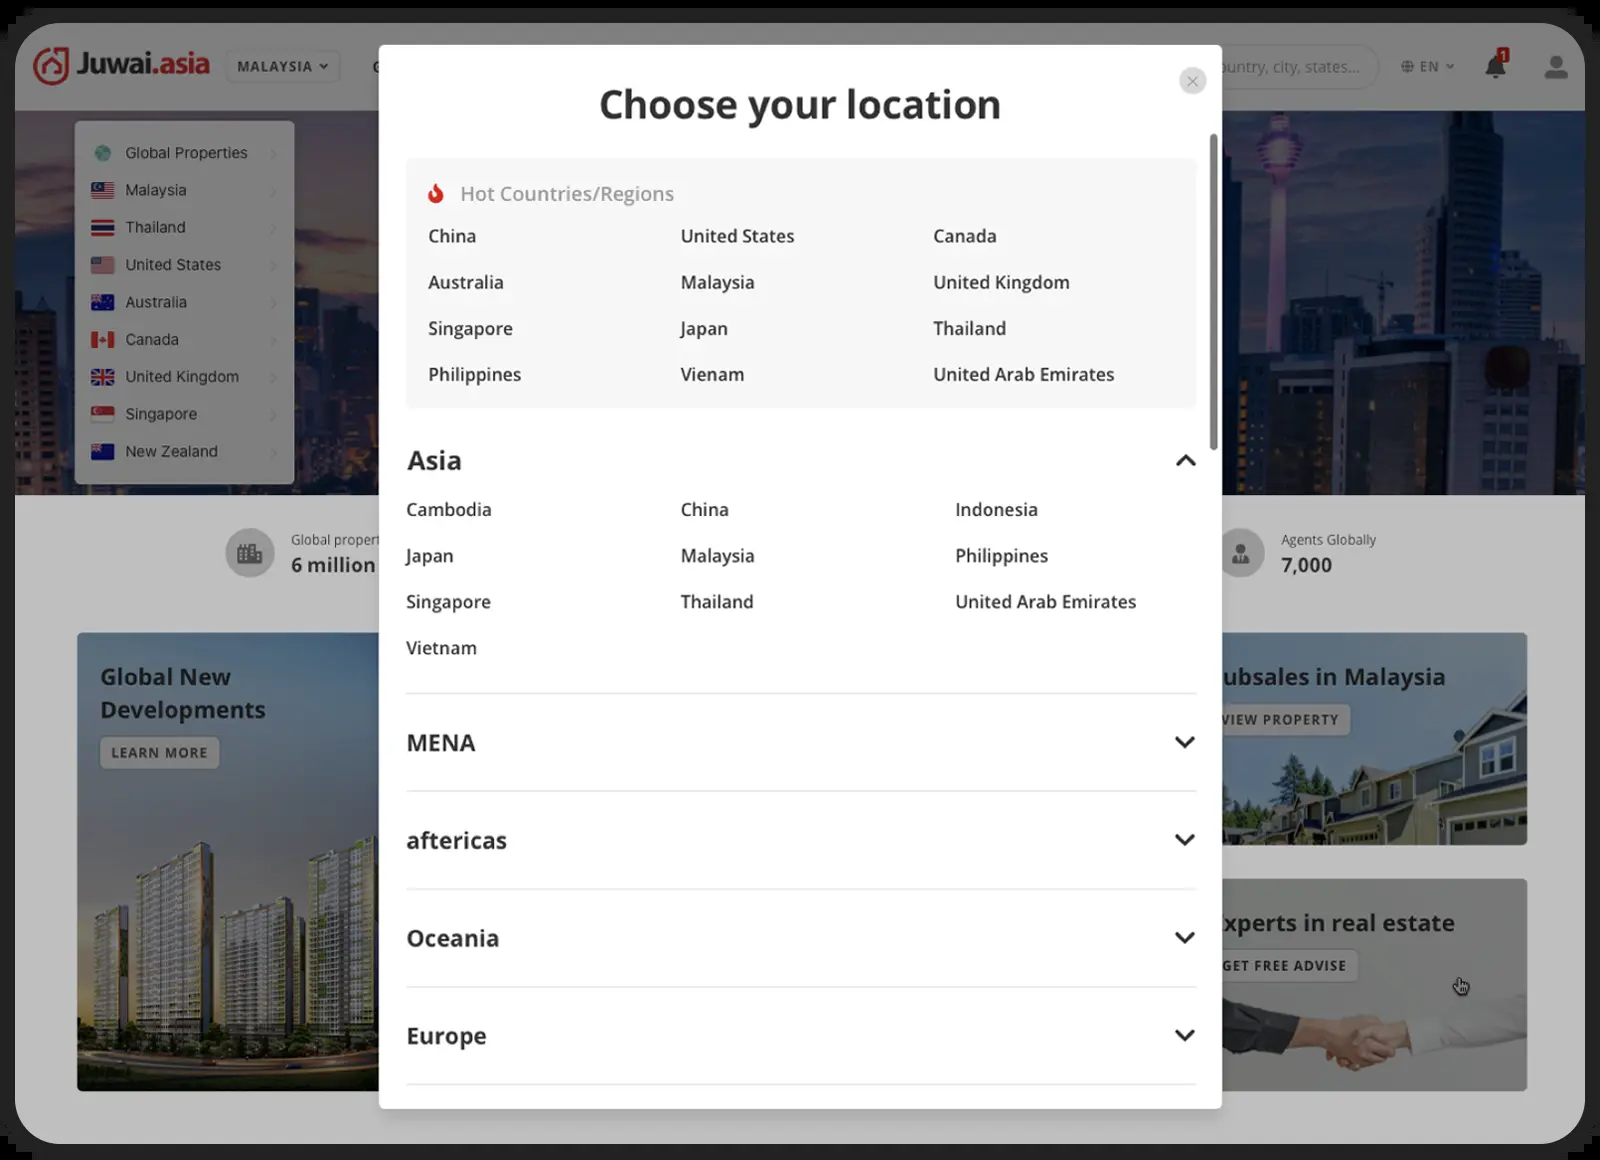 Juwai.asia
MALAYSIA
country, city, states...
EN
1
Global Properties
Malaysia
Thailand
United States
Australia
Canada
United Kingdom
Singapore
New Zealand
Choose your location
Hot Countries/Regions
China
United States
Canada
Australia
Malaysia
United Kingdom
Singapore
Japan
Thailand
Philippines
Vienam
United Arab Emirates
Asia
Cambodia
China
Indonesia
Japan
Malaysia
Philippines
Singapore
Thailand
United Arab Emirates
Vietnam
MENA
aftericas
Oceania
Europe
Global propert
6 million
Agents Globally
7,000
Global New
Developments
LEARN MORE
ubsales in Malaysia
VIEW PROPERTY
xperts in real estate
GET FREE ADVISE